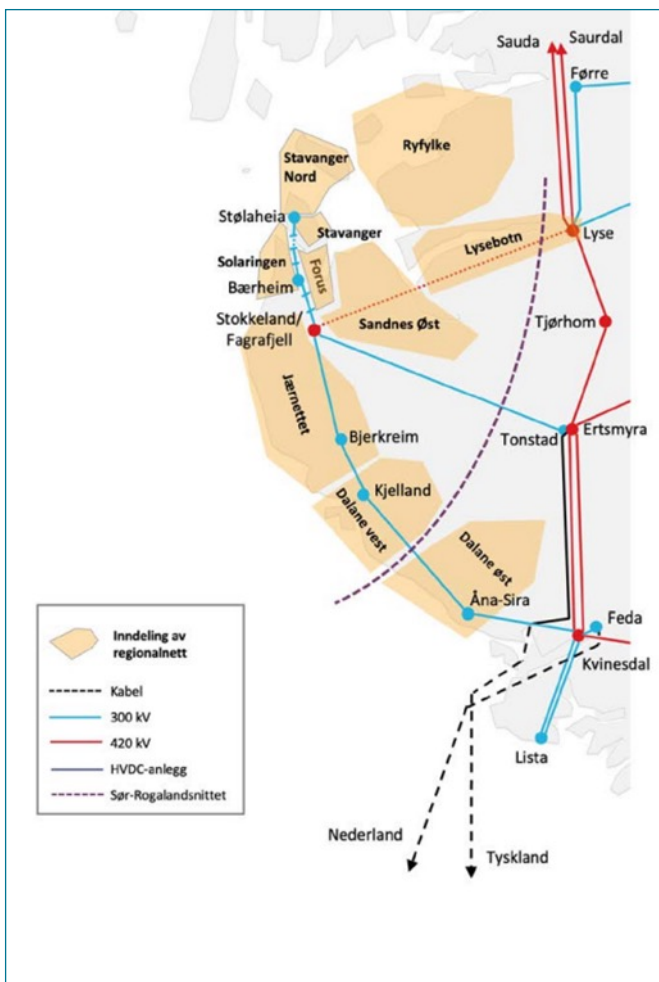 Sauda
Saurdal
Førre
Ryfylke
Stavanger
Nord
Stølaheia
Stavanger
Lyse
Lysebotn
Solaringen
Forus
Bærheim
Stokkeland/
Fagrafjell
Sandnes Øst
Tjørhom
Jærnettet
Tonstad
Ertsmyra
Bjerkreim
Kjelland
Dalane vest
Dalane øst
Åna-Sira
Feda
Kvinesdal
Lista
Inndeling av
regionalnett
Kabel
300 kV
420 kV
HVDC-anlegg
Sør-Rogalandsnittet
Nederland
Tyskland